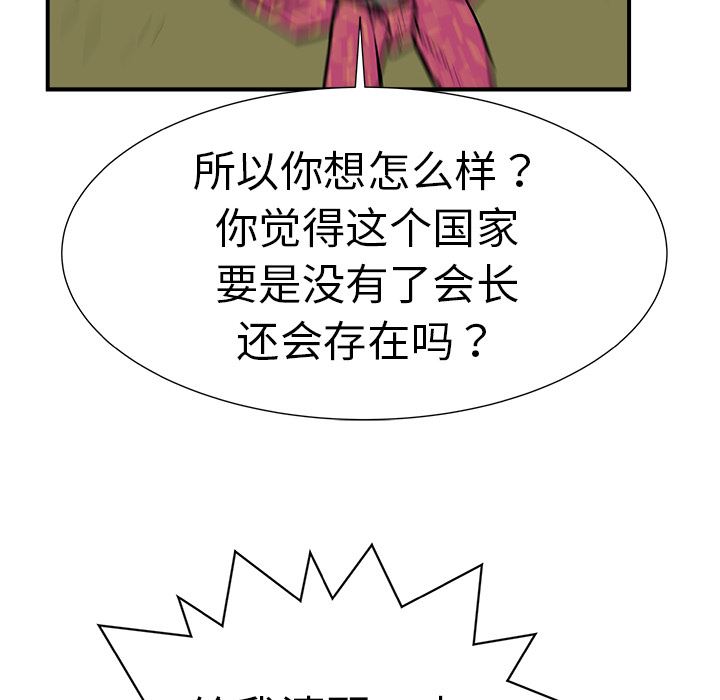 所以你想怎么样？
你觉得这个国家
要是没有了会长
还会存在吗？